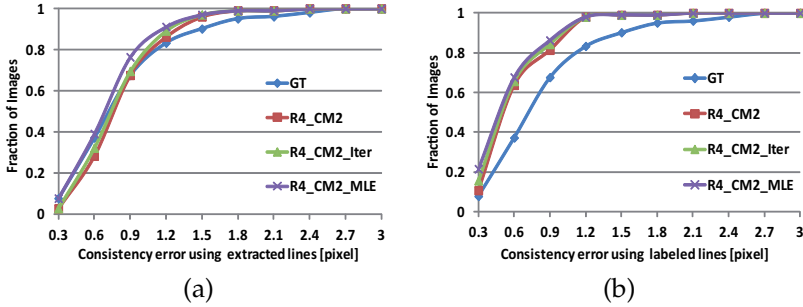 1
0.8
0.6
0.4
0.2
0
Fraction of Images
GT
R4_CM2
R4_CM2_Iter
R4_CM2_MLE
0.3 0.6 0.9 1.2 1.5 1.8 2.1 2.4 2.7 3
Consistency error using extracted lines [pixel]
(a)
1
0.8
0.6
0.4
0.2
0
Fraction of Images
GT
R4_CM2
R4_CM2_Iter
R4_CM2_MLE
0.3 0.6 0.9 1.2 1.5 1.8 2.1 2.4 2.7 3
Consistency error using labeled lines [pixel]
(b)